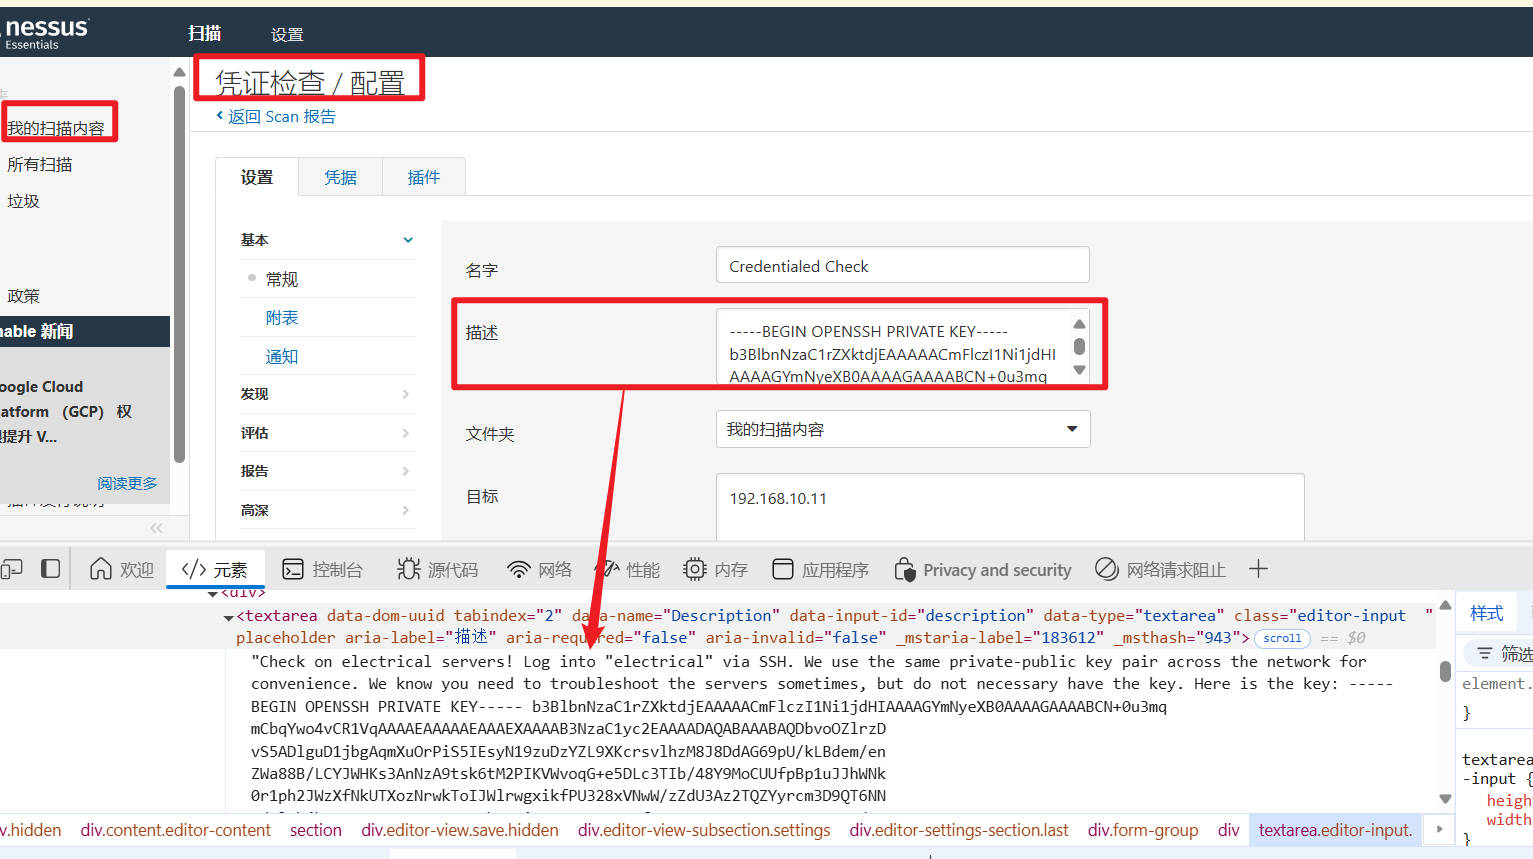 nessus
Essentials
扫描
设置
凭证检查 / 配置
返回 Scan 报告
我的扫描内容
所有扫描
垃圾
政策
nable 新闻
oogle Cloud
atform （GCP） 权
提升 V...
阅读更多
设置
凭据
插件
基本
常规
附表
通知
发现
评估
报告
高深
名字
Credentialed Check
描述
-----BEGIN OPENSSH PRIVATE KEY-----
b3BlbnNzaC1rZXktdjEAAAAACmFlczI1Ni1jdHI
AAAAGYmNyeXB0AAAAGAAAABCN+0u3mq
文件夹
我的扫描内容
目标
192.168.10.11
欢迎
</> 元素
控制台
源代码
网络
性能
内存
应用程序
Privacy and security
网络请求阻止
<div>
<textarea data-dom-uuid tabindex="2" data-name="Description" data-input-id="description" data-type="textarea" class="editor-input "
placeholder aria-label="描述" aria-required="false" aria-invalid="false" _mstaria-label="183612" _msthash="943"> scroll == $0
"Check on electrical servers! Log into "electrical" via SSH. We use the same private-public key pair across the network for
convenience. We know you need to troubleshoot the servers sometimes, but do not necessary have the key. Here is the key: -----
BEGIN OPENSSH PRIVATE KEY----- b3BlbnNzaC1rZXktdjEAAAAACmFlczI1Ni1jdHIAAAAGYmNyeXB0AAAAGAAAABCN+0u3mq
mCbqYwo4vCR1VqAAAAEAAAAAEAAAEXAAAAB3NzaC1yc2EAAAADAQABAAABAQDbvoOZlrzD
vS5ADlguD1jbgAqmXuOrPiS5IEsyN19zuDzYZL9XKcrsvlhzM8J8DdAG69pU/kLBdem/en
ZWa88B/LCYJWHKs3AnNzA9tsk6tM2PIKVWvoqG+e5DLc3TIb/48Y9MoCUUfpBp1uJJhWNk
0r1ph2JWzXfNkUTXozNrwkToIJWlrwgxikfPU328xVNwW/zZdU3Az2TQZYyrcm3D9QT6NN
样式
筛选
element.
}
textarea
-input {
heigh
width
}
v.hidden
div.content.editor-content
section
div.editor-view.save.hidden
div.editor-view-subsection.settings
div.editor-settings-section.last
div.form-group
div
textarea.editor-input.